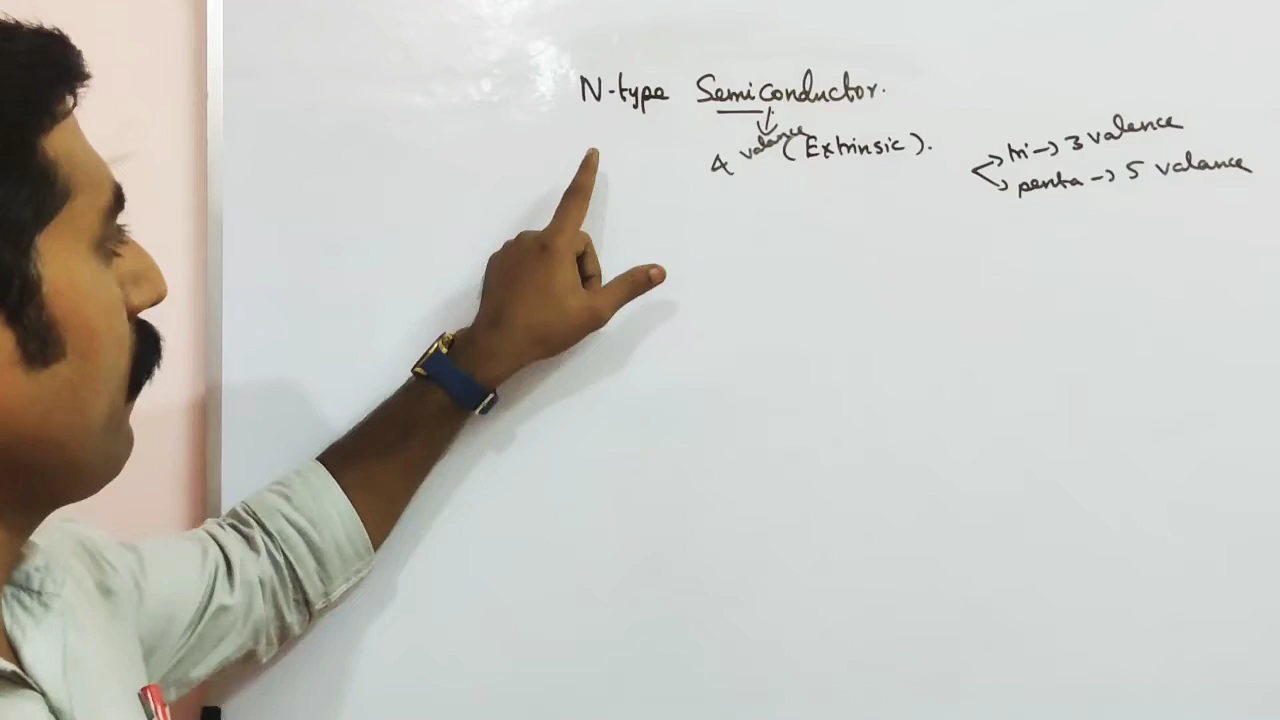 N-type Semiconductor.
4 valance (Extrinsic).
tri → 3 valence
penta → 5 valance